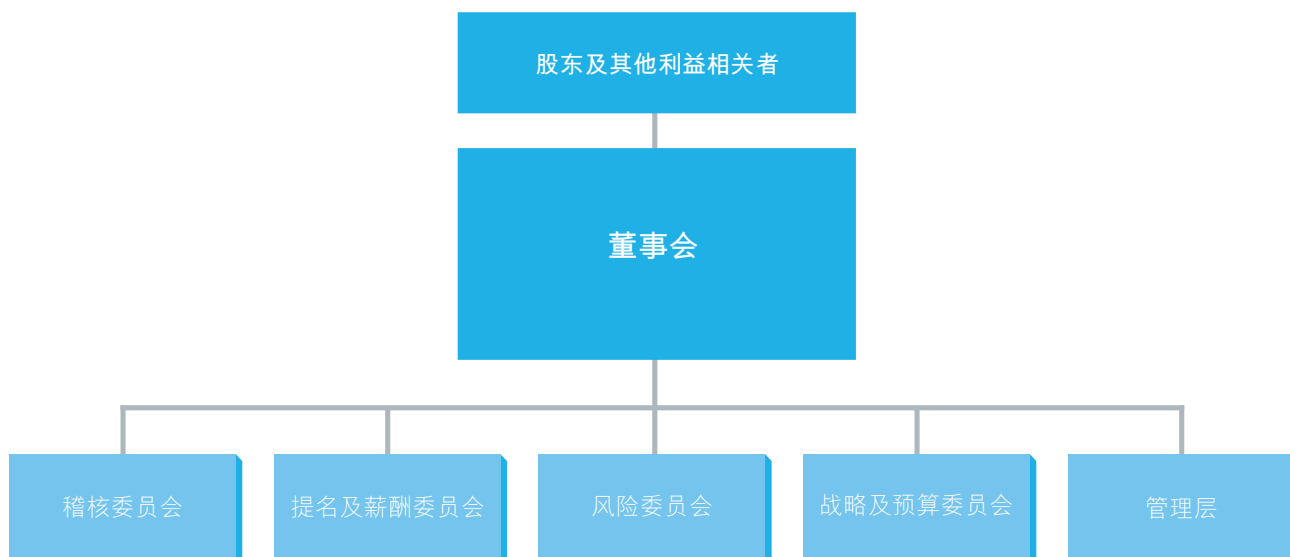 股东及其他利益相关者
董事会
稽核委员会
提名及薪酬委员会
风险委员会
战略及预算委员会
管理层